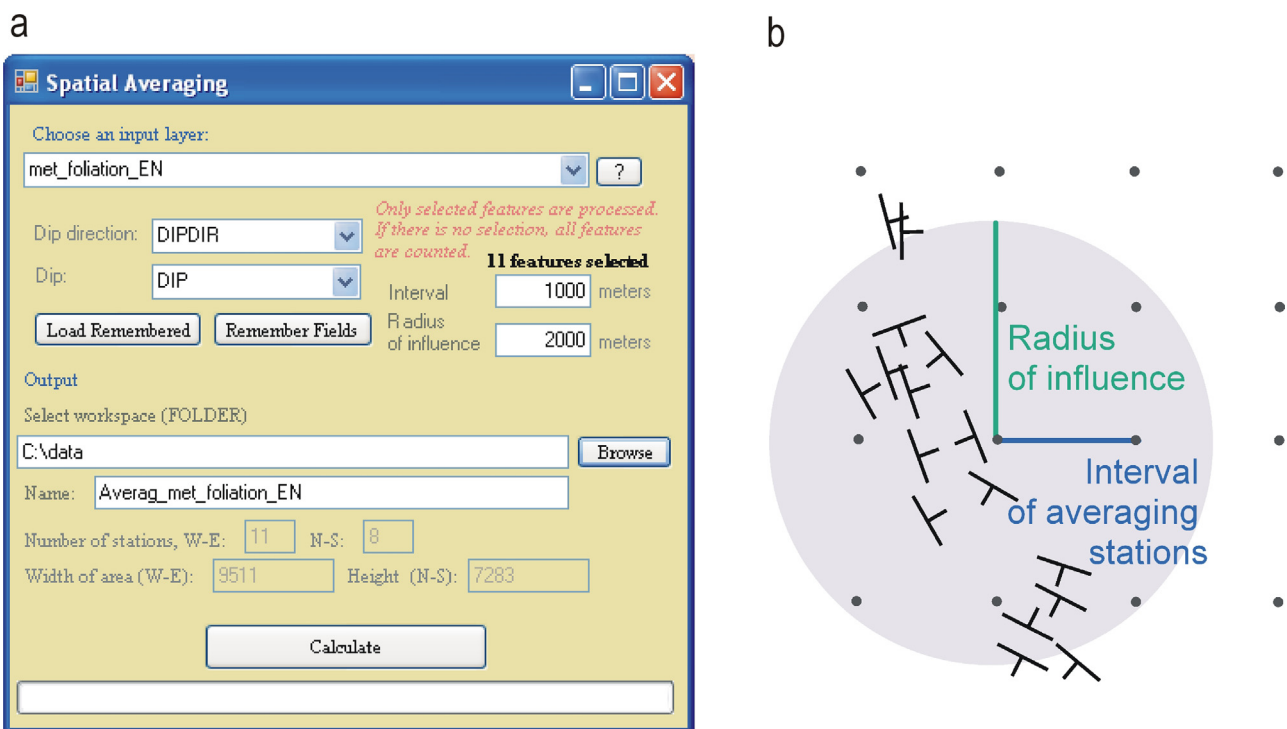 a
Spatial Averaging
Choose an input layer:
met_foliation_EN
?
Only selected features are processed.
If there is no selection, all features
are counted.
11 features selected
Dip direction:
DIPDIR
Dip:
DIP
Interval
1000
meters
Radius
of influence
2000
meters
Load Remembered
Remember Fields
Output
Select workspace (FOLDER)
C:\data
Browse
Name:
Averag_met_foliation_EN
Number of stations, W-E:
11
N-S:
8
Width of area (W-E):
9511
Height (N-S):
7283
Calculate
b
Radius
of influence
Interval
of averaging
stations